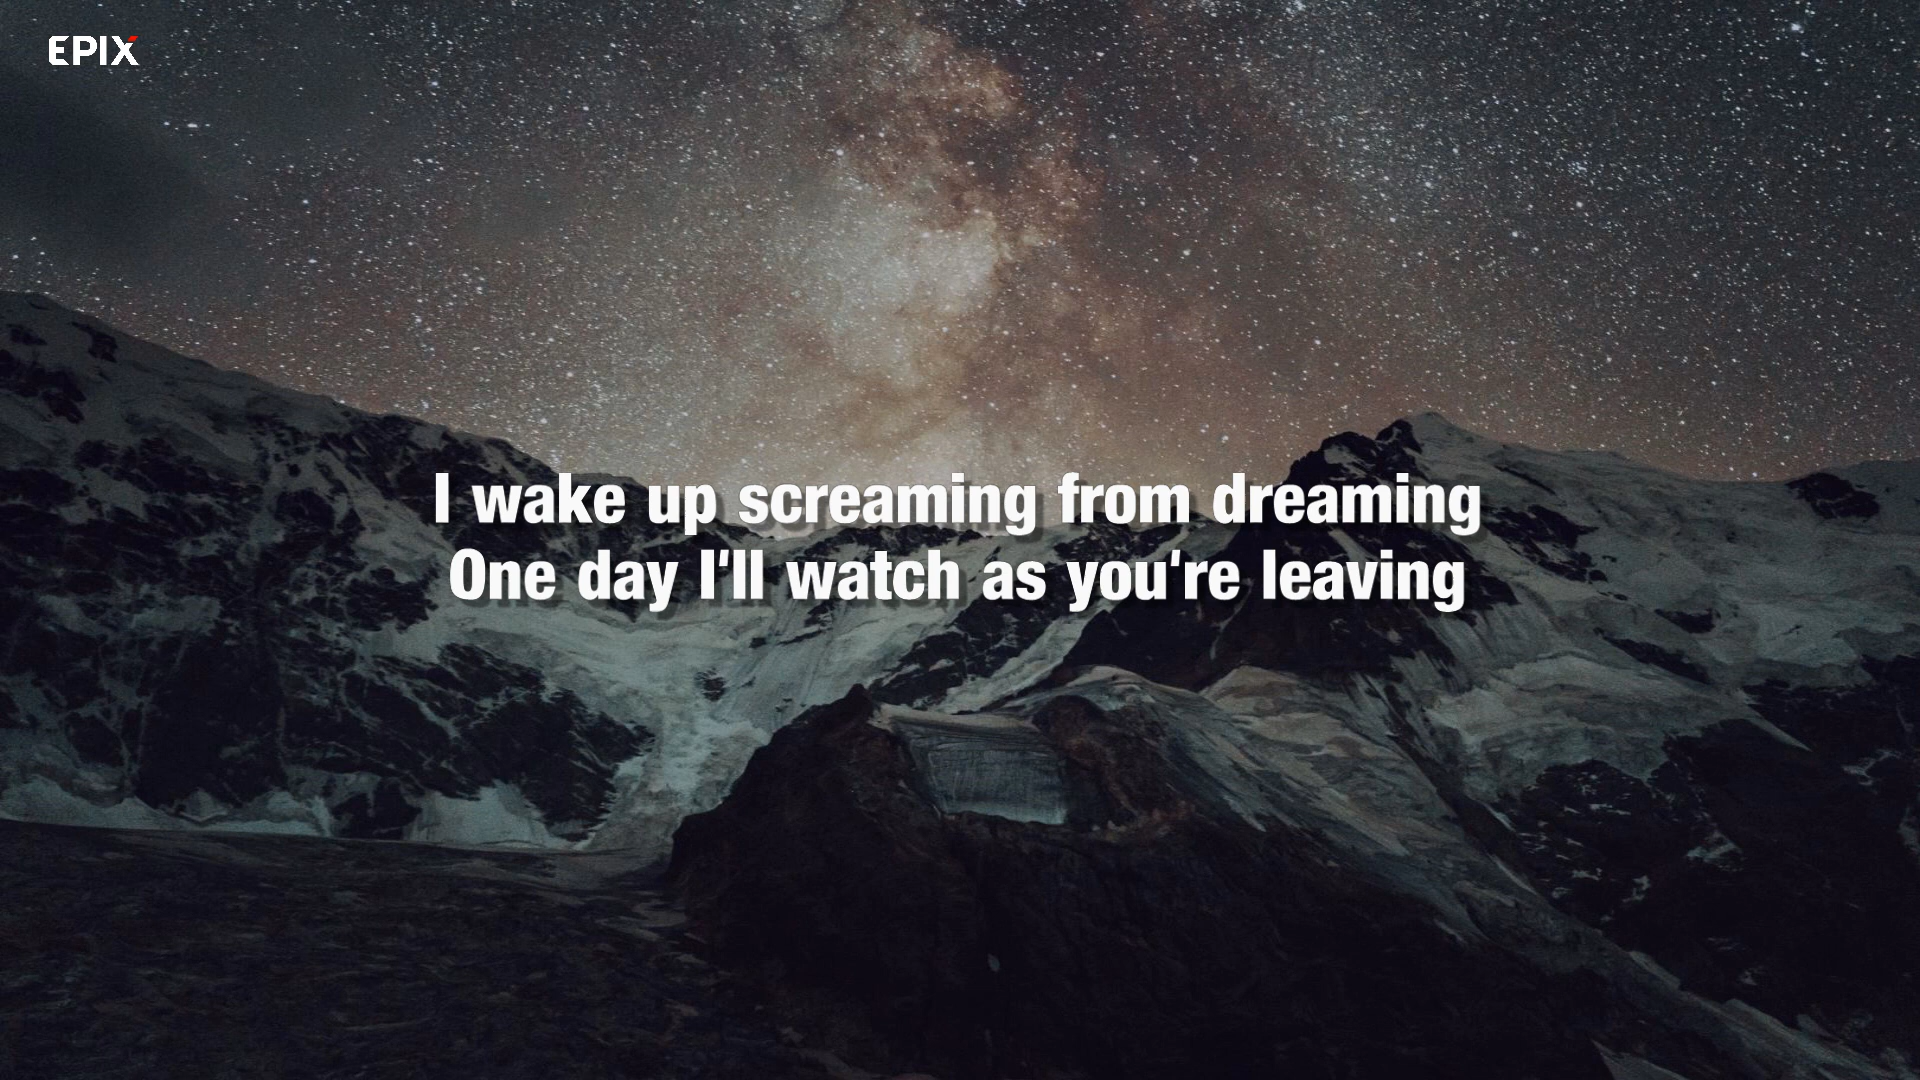 EPIX
I wake up screaming from dreaming
One day I'll watch as you're leaving